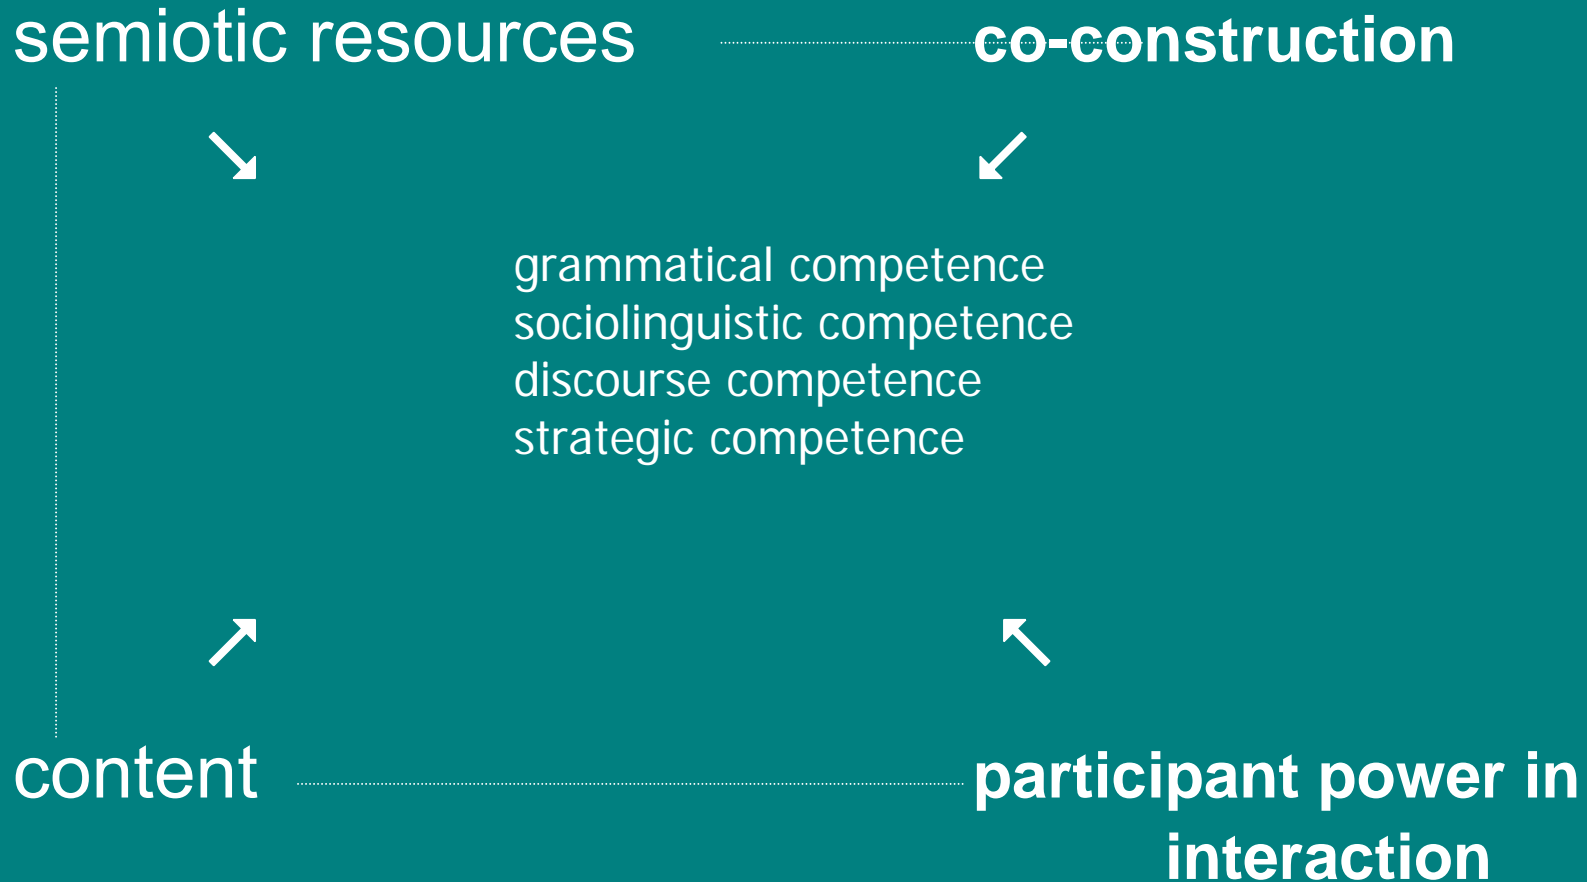 semiotic resources
co-construction
grammatical competence
sociolinguistic competence
discourse competence
strategic competence
content
participant power in
interaction